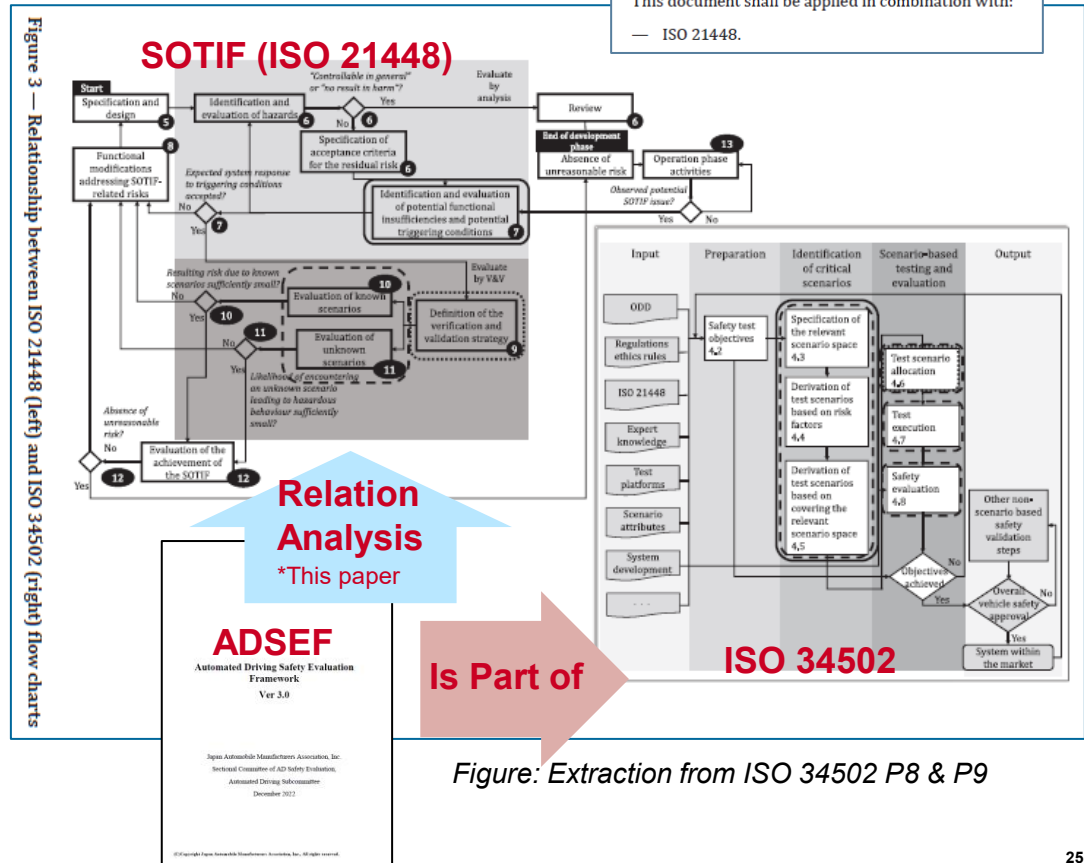 This document shall be applied in combination with:
— ISO 21448.
Figure 3 — Relationship between ISO 21448 (left) and ISO 34502 (right) flow charts
SOTIF (ISO 21448)
Start
Specification and
design
5
Identification and
evaluation of hazards
6
"Controllable in general"
or "no result in harm"?
Yes
6
No
Evaluate
by
analysis
Review
6
Specification of
acceptance criteria
for the residual risk
6
End of development
phase
Absence of
unreasonable risk
13
Operation phase
activities
Observed potential
SOTIF issue?
Yes
No
8
Functional
modifications
addressing SOTIF-
related risks
Expected system response
to triggering conditions
accepted?
No
7
Yes
Identification and evaluation
of potential functional
insufficiencies and potential
triggering conditions
7
Evaluate
by V&V
Resulting risk due to known
scenarios sufficiently small?
No
Yes
10
10
Evaluation of known
scenarios
Definition of the
verification and
validation strategy
9
11
No
Yes
Evaluation of
unknown
scenarios
11
Likelihood of encountering
an unknown scenario
leading to hazardous
behaviour sufficiently
small?
Absence of
unreasonable
risk?
No
12
Yes
Evaluation of the
achievement of
the SOTIF
12
Input
Preparation
Identification
of critical
scenarios
Scenario-based
testing and
evaluation
Output
ODD
Regulations
ethics rules
ISO 21448
Expert
knowledge
Test
platforms
Scenario
attributes
System
development
. . .
Safety test
objectives
4.2
Specification of
the relevant
scenario space
4.3
Derivation of
test scenarios
based on risk
factors
4.4
Derivation of
test scenarios
based on
covering the
relevant
scenario space
4.5
Test scenario
allocation
4.6
Test
execution
4.7
Safety
evaluation
4.8
Objectives
achieved
No
Yes
Other non-
scenario based
safety
validation
steps
Overall
vehicle safety
approval
No
Yes
System within
the market
ISO 34502
Relation
Analysis
*This paper
ADSEF
Automated Driving Safety Evaluation
Framework
Ver 3.0
Japan Automobile Manufacturers Association, Inc.
Sectional Committee of AD Safety Evaluation,
Automated Driving Subcommittee
December 2022
(C)Copyright Japan Automobile Manufacturers Association, Inc., All rights reserved.
Is Part of
Figure: Extraction from ISO 34502 P8 & P9
25